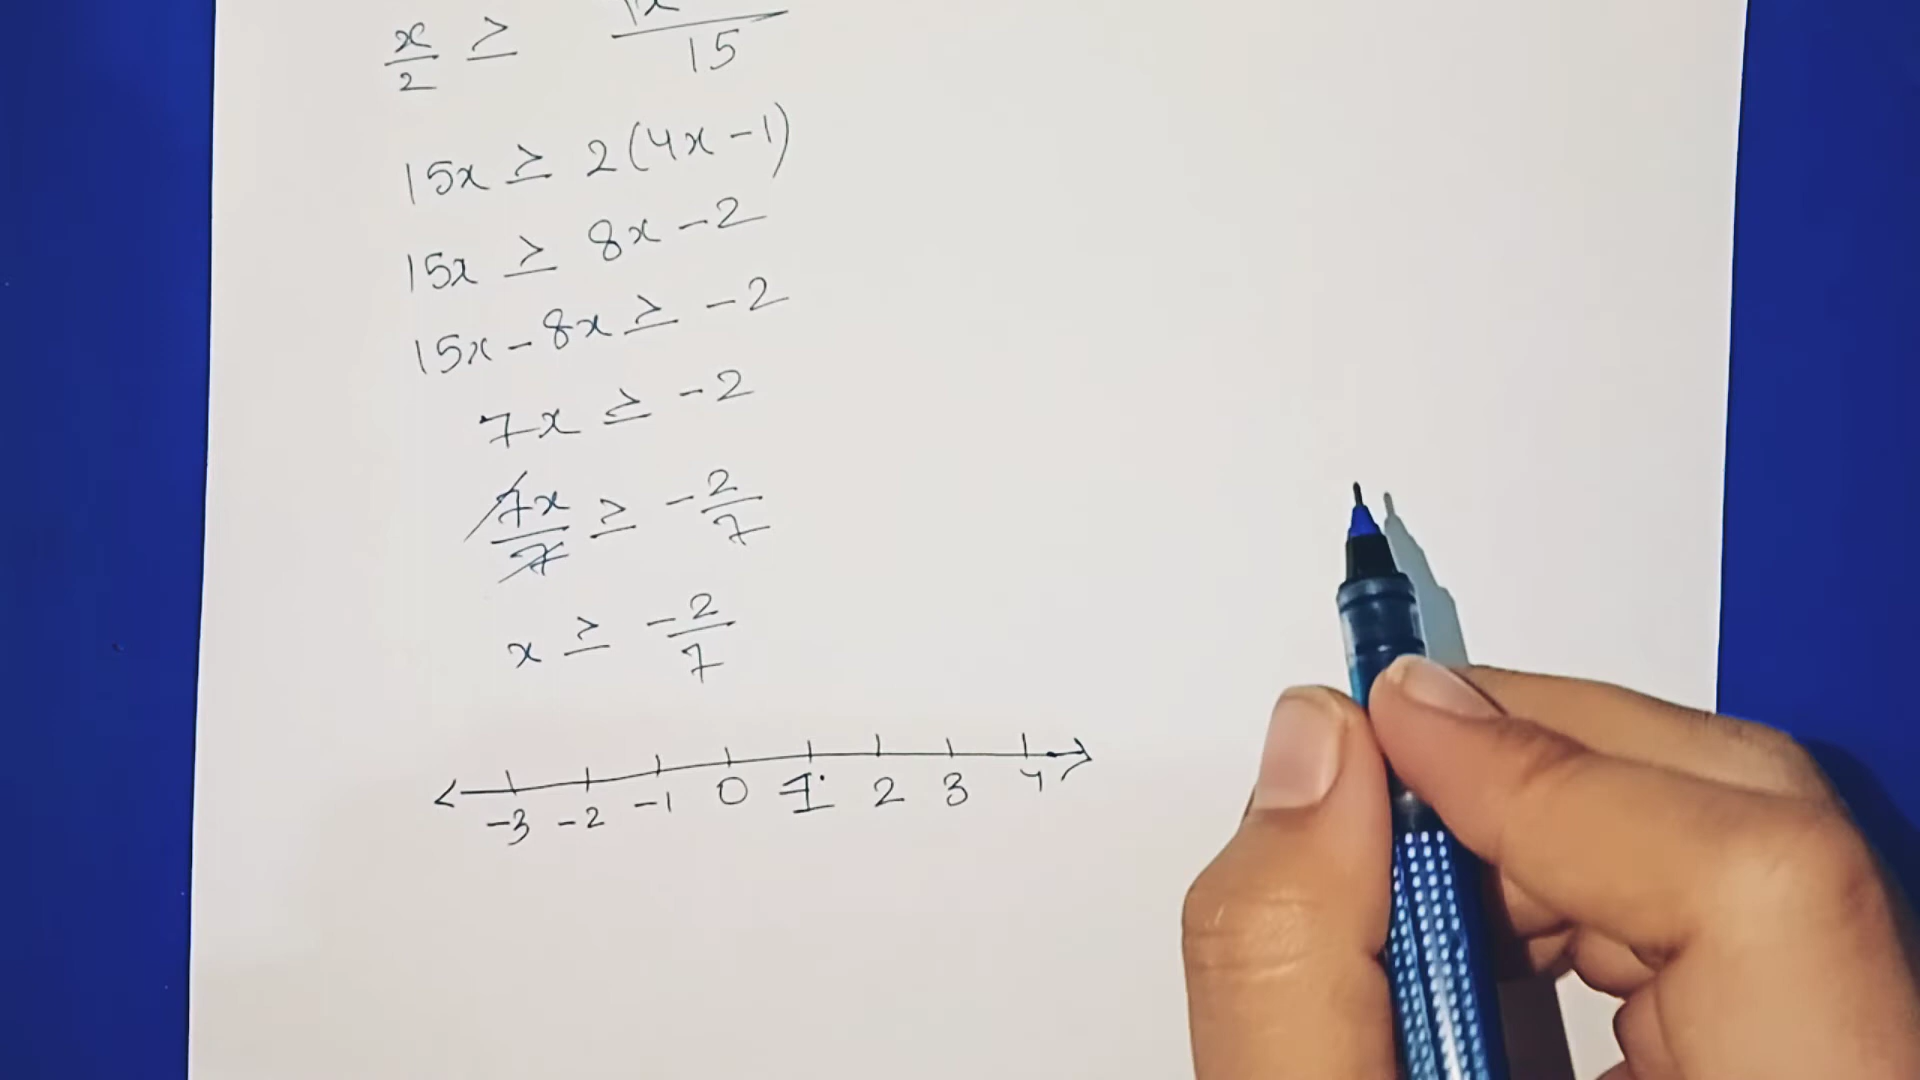 x/2 ≥ /15
15x ≥ 2(4x-1)
15x ≥ 8x-2
15x-8x ≥ -2
7x ≥ -2
7x/7 ≥ -2/7
x ≥ -2/7
-3 -2 -1 0 1 2 3 4